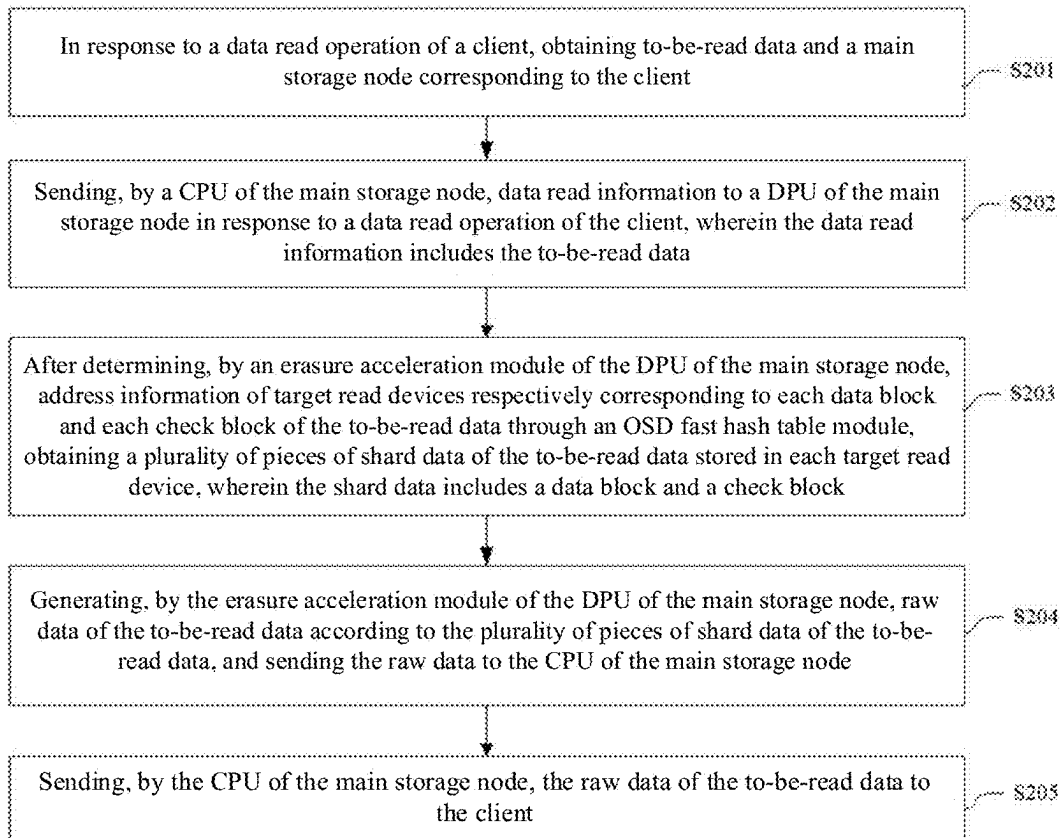 In response to a data read operation of a client, obtaining to-be-read data and a main
storage node corresponding to the client
S201
Sending, by a CPU of the main storage node, data read information to a DPU of the main
storage node in response to a data read operation of the client, wherein the data read
information includes the to-be-read data
S202
After determining, by an erasure acceleration module of the DPU of the main storage node,
address information of target read devices respectively corresponding to each data block
and each check block of the to-be-read data through an OSD fast hash table module,
obtaining a plurality of pieces of shard data of the to-be-read data stored in each target read
device, wherein the shard data includes a data block and a check block
S203
Generating, by the erasure acceleration module of the DPU of the main storage node, raw
data of the to-be-read data according to the plurality of pieces of shard data of the to-be-
read data, and sending the raw data to the CPU of the main storage node
S204
Sending, by the CPU of the main storage node, the raw data of the to-be-read data to
the client
S205